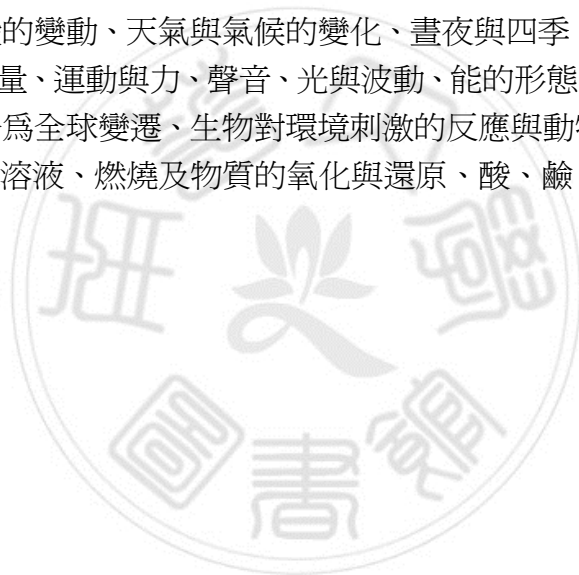 的變動、天氣與氣候的變化、晝夜與四季
量、運動與力、聲音、光與波動、能的形態
爲全球變遷、生物對環境刺激的反應與動物
溶液、燃燒及物質的氧化與還原、酸、鹼